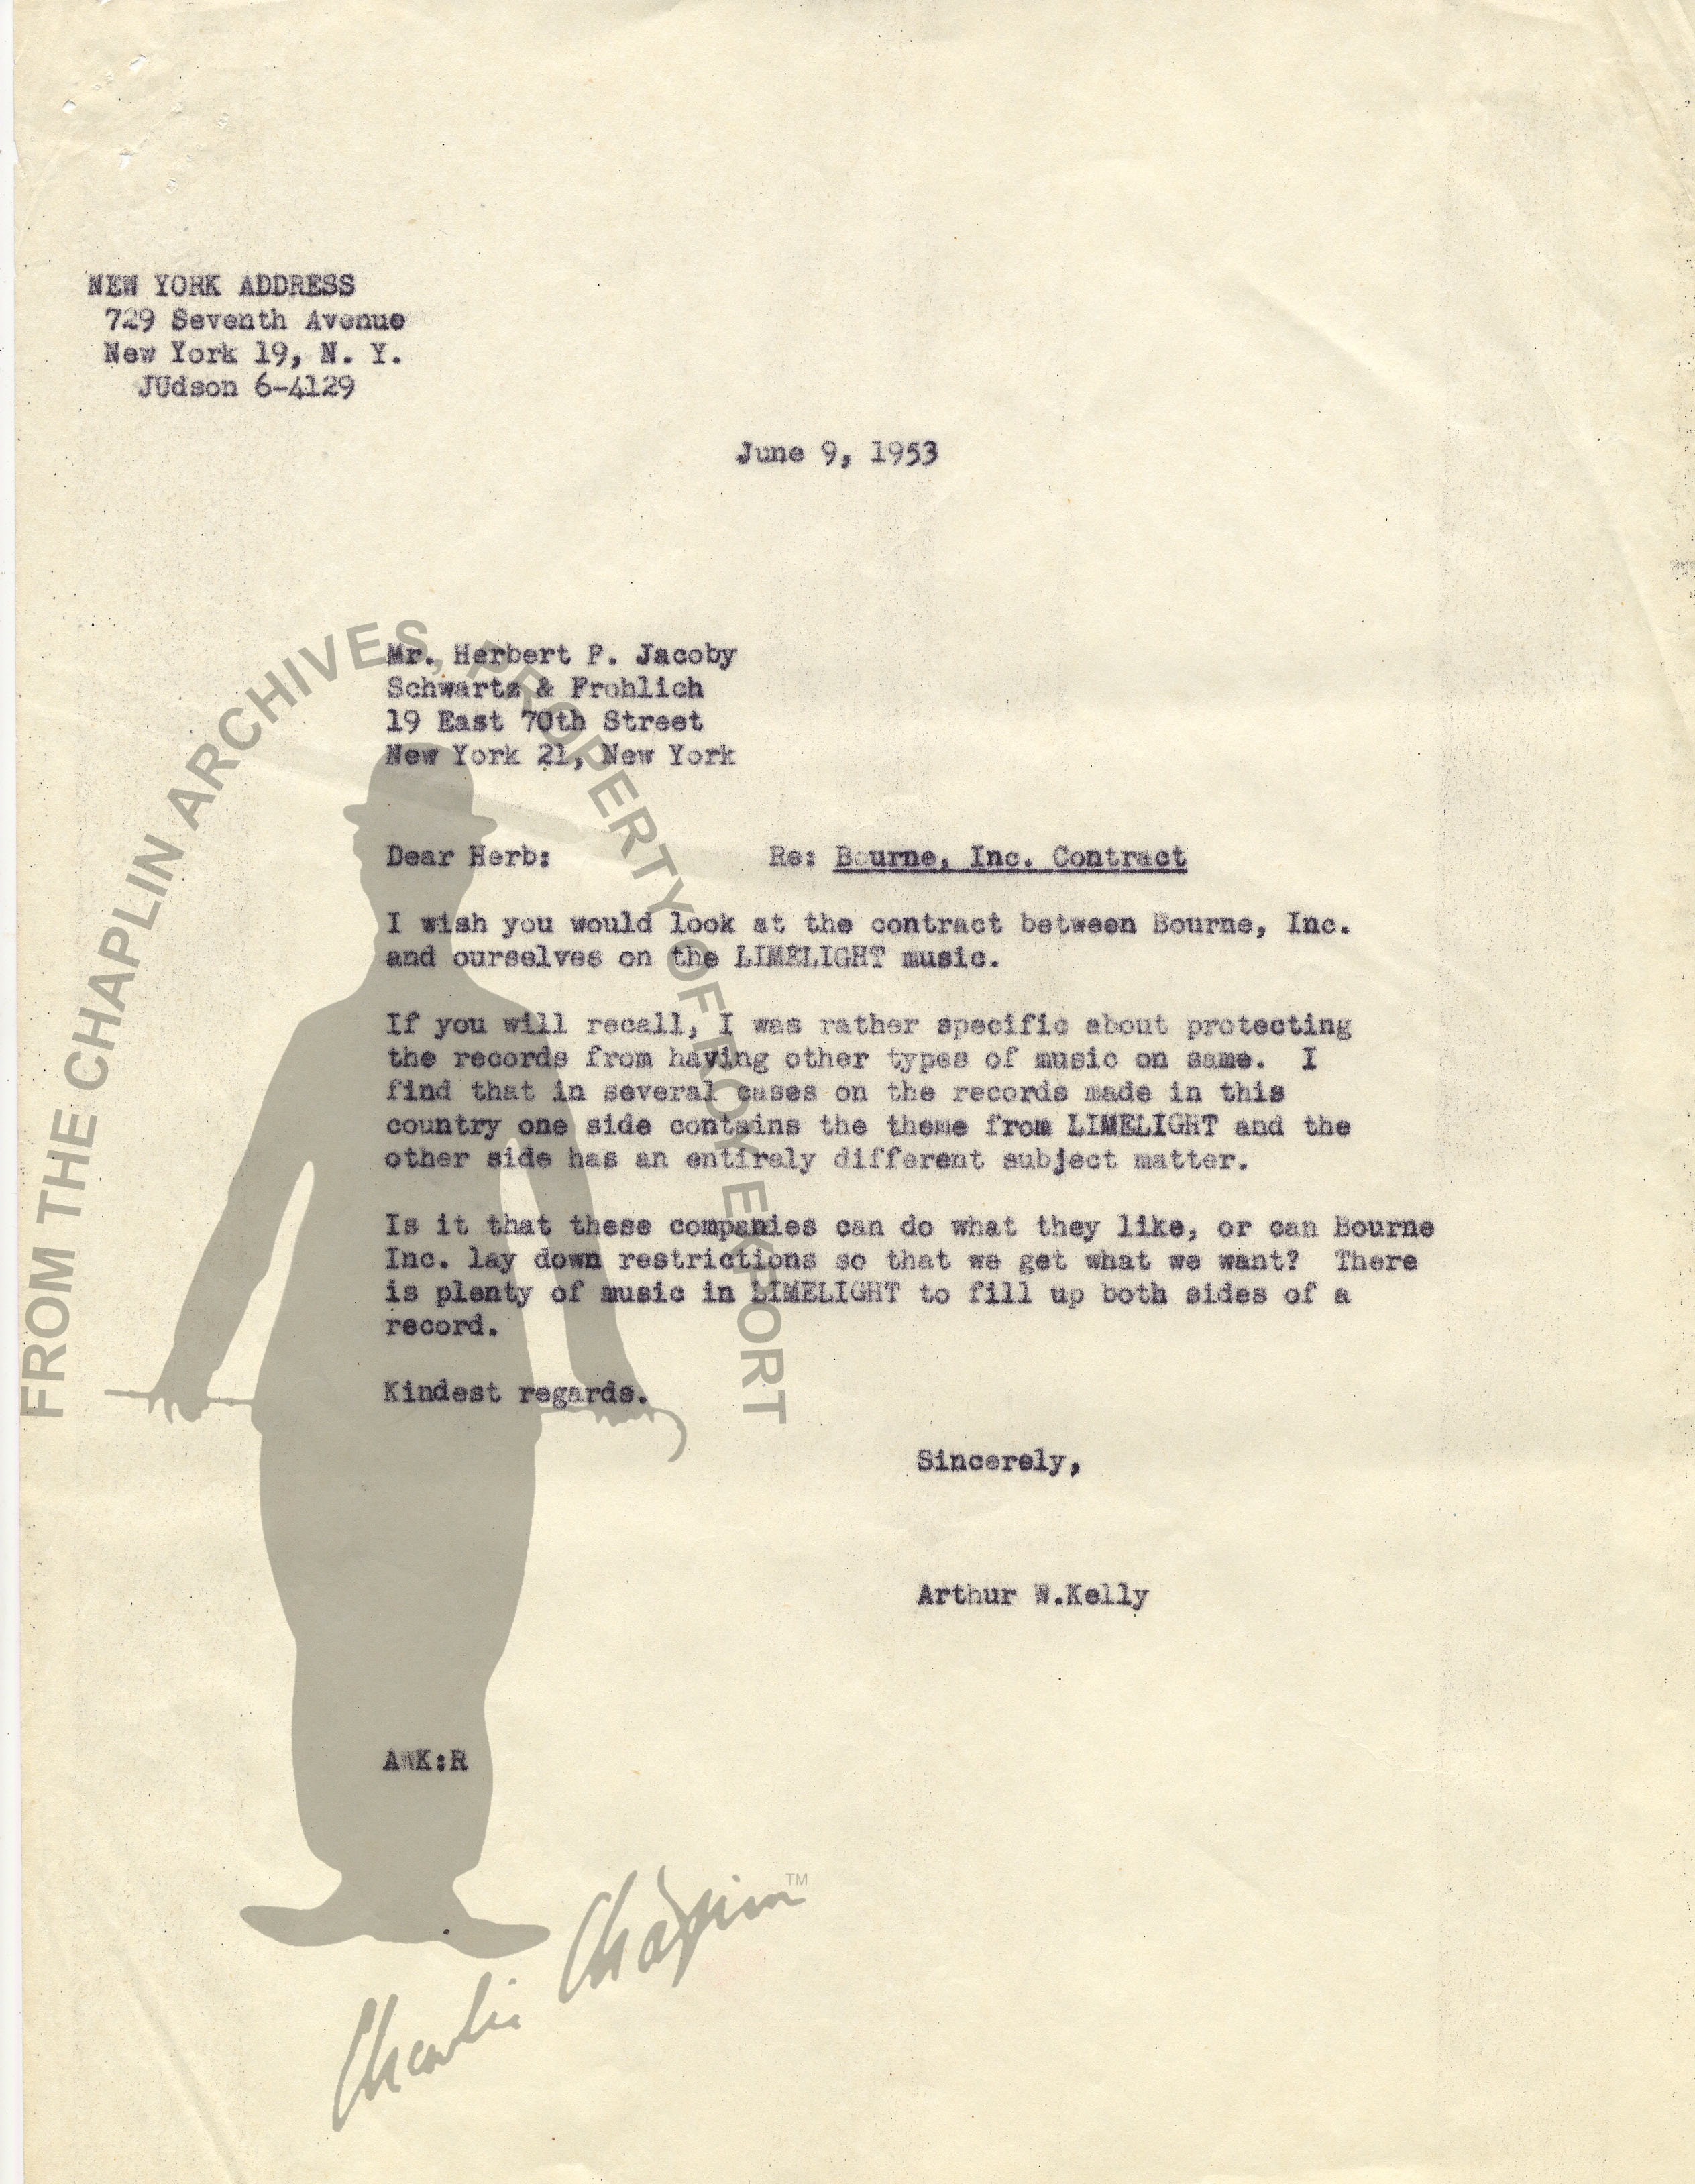 NEW YORK ADDRESS
729 Seventh Avenue
New York 19, N. Y.
JUdson 6-4129
June 9, 1953
Mr. Herbert P. Jacoby
Schwartz & Frohlich
19 East 70th Street
New York 21, New York
Dear Herb: Re: Bourne, Inc. Contract
I wish you would look at the contract between Bourne, Inc.
and ourselves on the LIMELIGHT music.
If you will recall, I was rather specific about protecting
the records from having other types of music on same. I
find that in several cases on the records made in this
country one side contains the theme from LIMELIGHT and the
other side has an entirely different subject matter.
Is it that these companies can do what they like, or can Bourne
Inc. lay down restrictions so that we get what we want? There
is plenty of music in LIMELIGHT to fill up both sides of a
record.
Kindest regards.
Sincerely,
Arthur W.Kelly
AWK:R
FROM THE CHAPLIN ARCHIVES, PROPERTY OF ROY EXPORT
Charlie Chaplin™